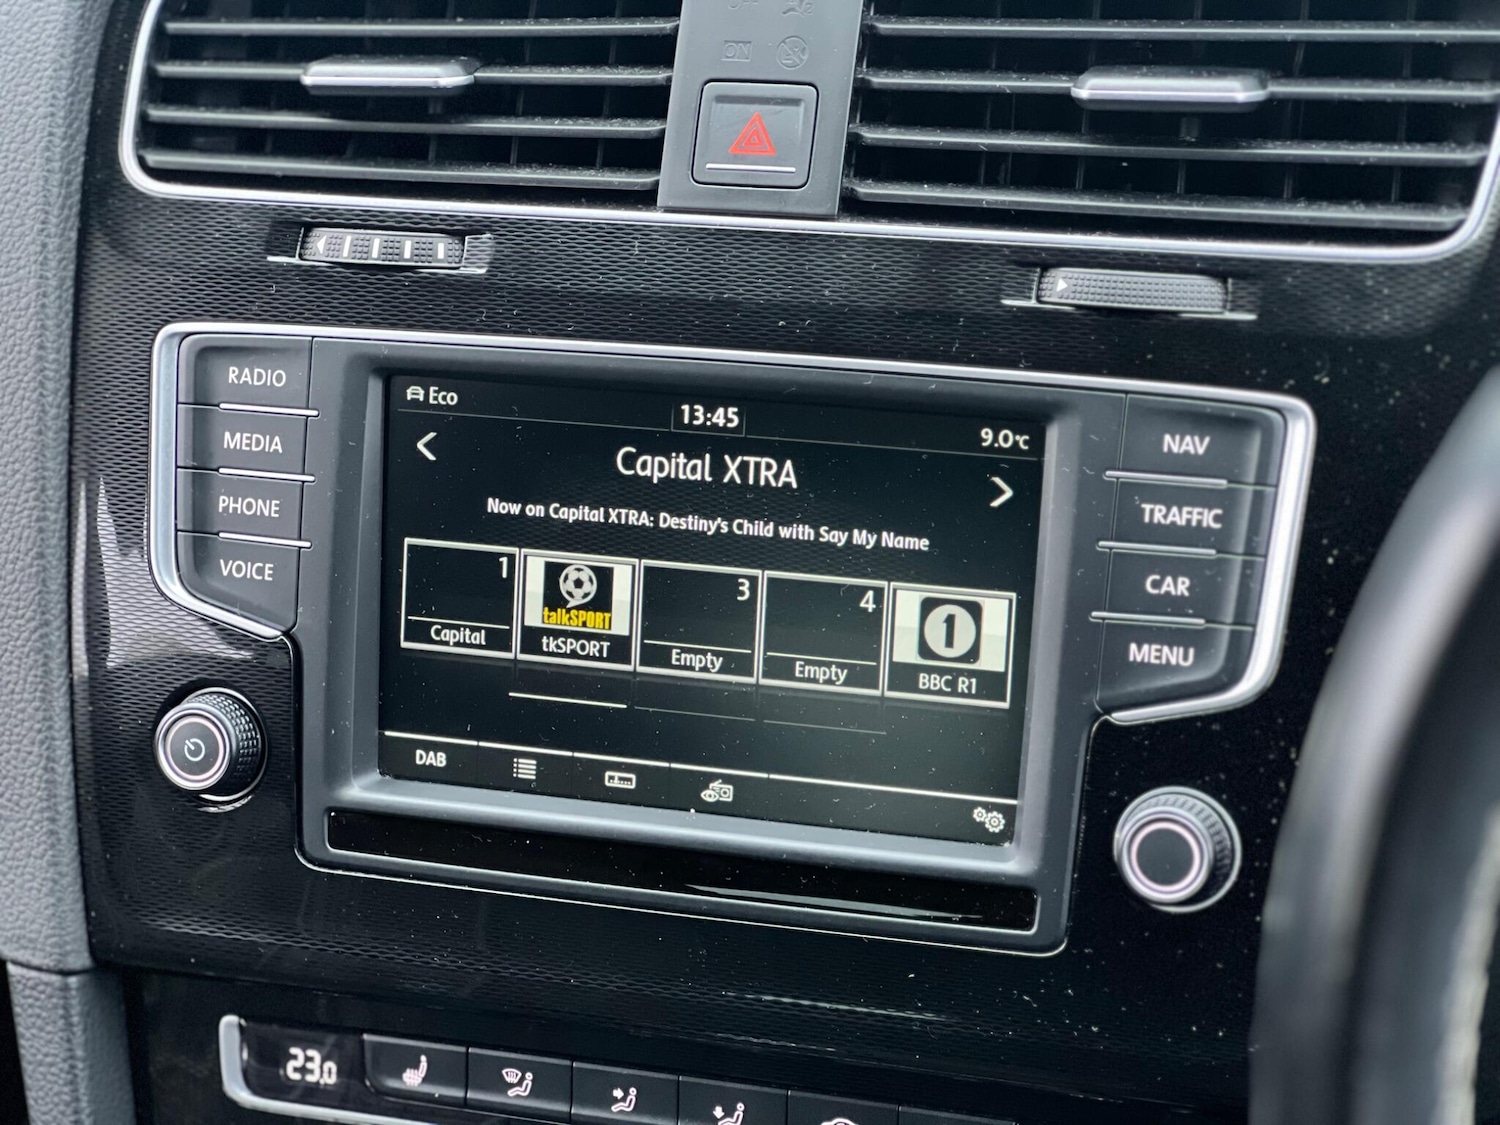 ON
RADIO
MEDIA
PHONE
VOICE
Eco
13:45
9.0°C
Capital XTRA
Now on Capital XTRA: Destiny's Child with Say My Name
1
Capital
talkSPORT
tkSPORT
3
Empty
4
Empty
1
BBC R1
DAB
NAV
TRAFFIC
CAR
MENU
23.0